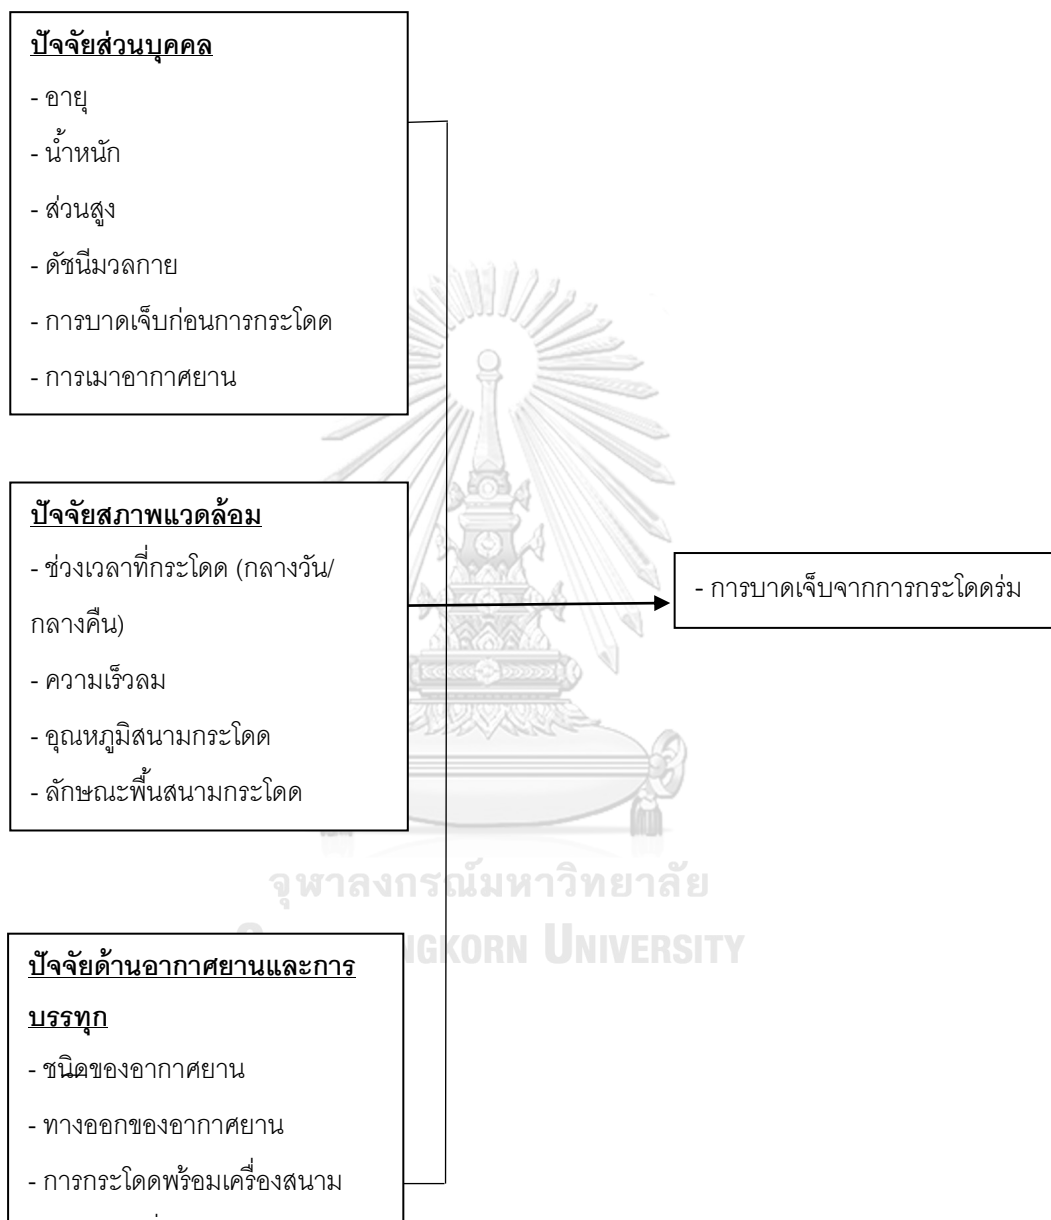 ปัจจัยส่วนบุคคล
- อายุ
- น้ำหนัก
- ส่วนสูง
- ดัชนีมวลกาย
- การบาดเจ็บก่อนการกระโดด
- การเมาอากาศยาน
ปัจจัยสภาพแวดล้อม
- ช่วงเวลาที่กระโดด (กลางวัน/
กลางคืน)
- ความเร็วลม
- อุณหภูมิสนามกระโดด
- ลักษณะพื้นสนามกระโดด
- การบาดเจ็บจากการกระโดดร่ม
จุฬาลงกรณ์มหาวิทยาลัย
NGKORN UNIVERSITY
ปัจจัยด้านอากาศยานและการ
บรรทุก
- ชนิดของอากาศยาน
- ทางออกของอากาศยาน
- การกระโดดพร้อมเครื่องสนาม